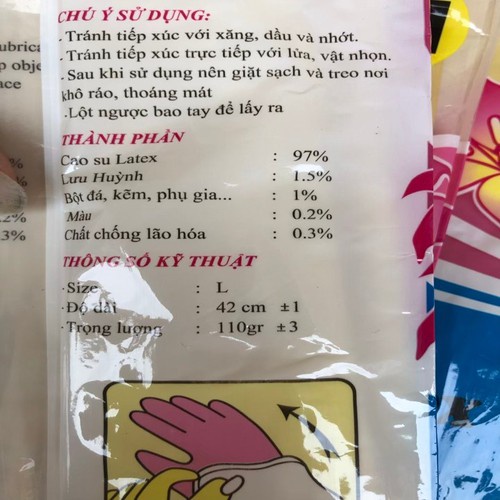 CHÚ Ý SỬ DỤNG:
. Tránh tiếp xúc với xăng, dầu và nhớt.
. Tránh tiếp xúc trực tiếp với lửa, vật nhọn.
. Sau khi sử dụng nên giặt sạch và treo nơi
khô ráo, thoáng mát
.Lột ngược bao tay để lấy ra
THÀNH PHẦN
Cao su Latex : 97%
Lưu Huỳnh : 1.5%
Bột đá, kẽm, phụ gia... : 1%
Màu : 0.2%
Chất chống lão hóa : 0.3%
THÔNG SỐ KỸ THUẬT
.Size : L
.Độ dài : 42 cm ±1
.Trọng lượng : 110gr ±3